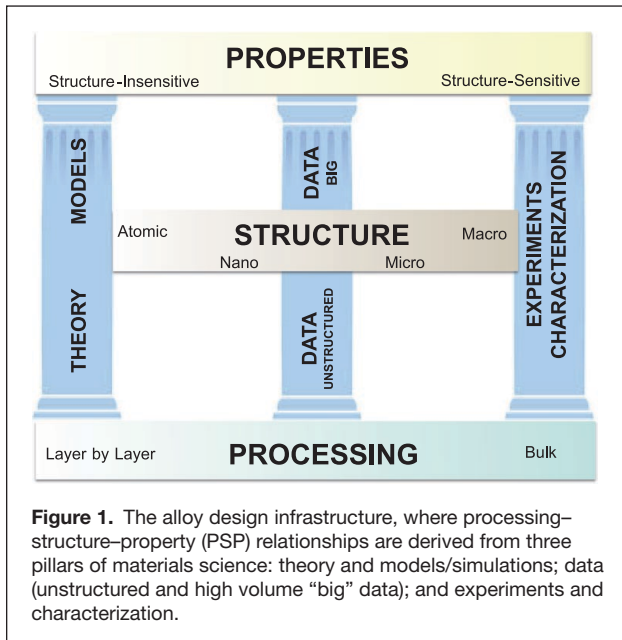 PROPERTIES
Structure-Insensitive
Structure-Sensitive
MODELS
THEORY
DATA
BIG
DATA
UNSTRUCTURED
EXPERIMENTS
CHARACTERIZATION
Atomic
STRUCTURE
Macro
Nano
Micro
Layer by Layer
PROCESSING
Bulk
Figure 1. The alloy design infrastructure, where processing–
structure–property (PSP) relationships are derived from three
pillars of materials science: theory and models/simulations; data
(unstructured and high volume “big” data); and experiments and
characterization.